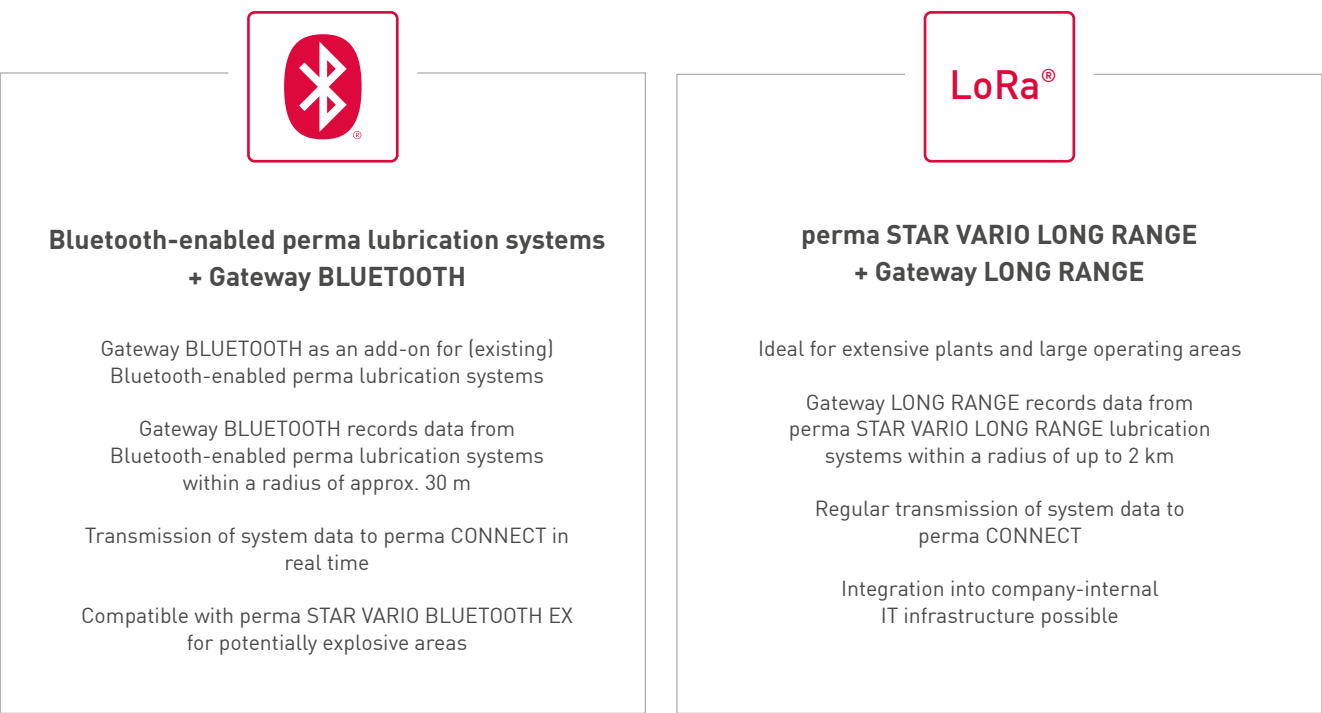 ®
Bluetooth-enabled perma lubrication systems
+ Gateway BLUETOOTH
Gateway BLUETOOTH as an add-on for (existing)
Bluetooth-enabled perma lubrication systems
Gateway BLUETOOTH records data from
Bluetooth-enabled perma lubrication systems
within a radius of approx. 30 m
Transmission of system data to perma CONNECT in
real time
Compatible with perma STAR VARIO BLUETOOTH EX
for potentially explosive areas
LoRa®
perma STAR VARIO LONG RANGE
+ Gateway LONG RANGE
Ideal for extensive plants and large operating areas
Gateway LONG RANGE records data from
perma STAR VARIO LONG RANGE lubrication
systems within a radius of up to 2 km
Regular transmission of system data to
perma CONNECT
Integration into company-internal
IT infrastructure possible